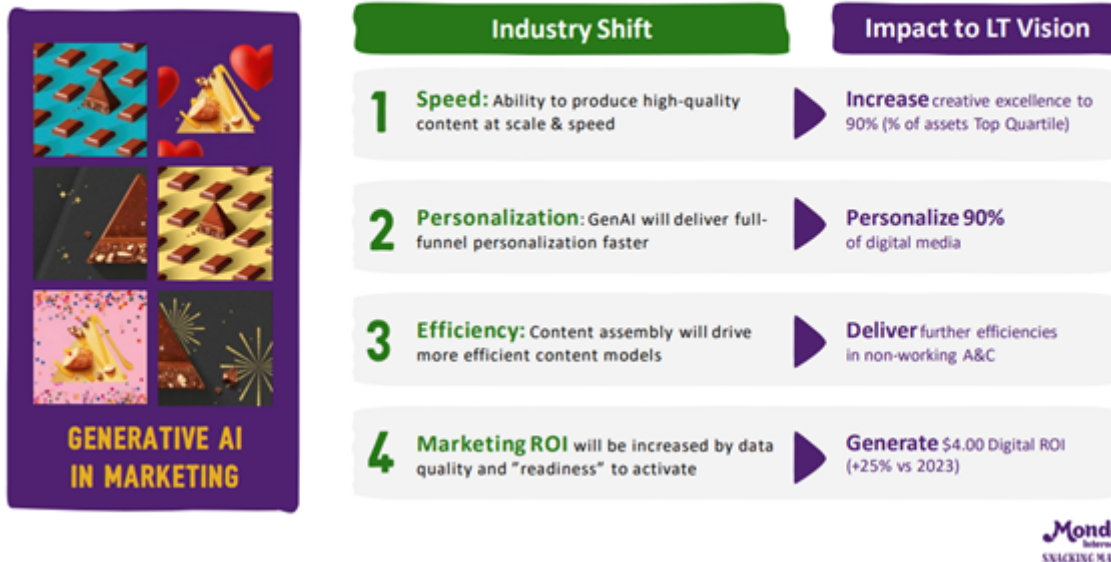 Industry Shift
Impact to LT Vision
1
Speed: Ability to produce high-quality
content at scale & speed
Increase creative excellence to
90% (% of assets Top Quartile)
2
Personalization: GenAI will deliver full-
funnel personalization faster
Personalize 90%
of digital media
3
Efficiency: Content assembly will drive
more efficient content models
Deliver further efficiencies
in non-working A&C
4
Marketing ROI will be increased by data
quality and "readiness" to activate
Generate $4.00 Digital ROI
(+25% vs 2023)
GENERATIVE AI
IN MARKETING
SNACKING